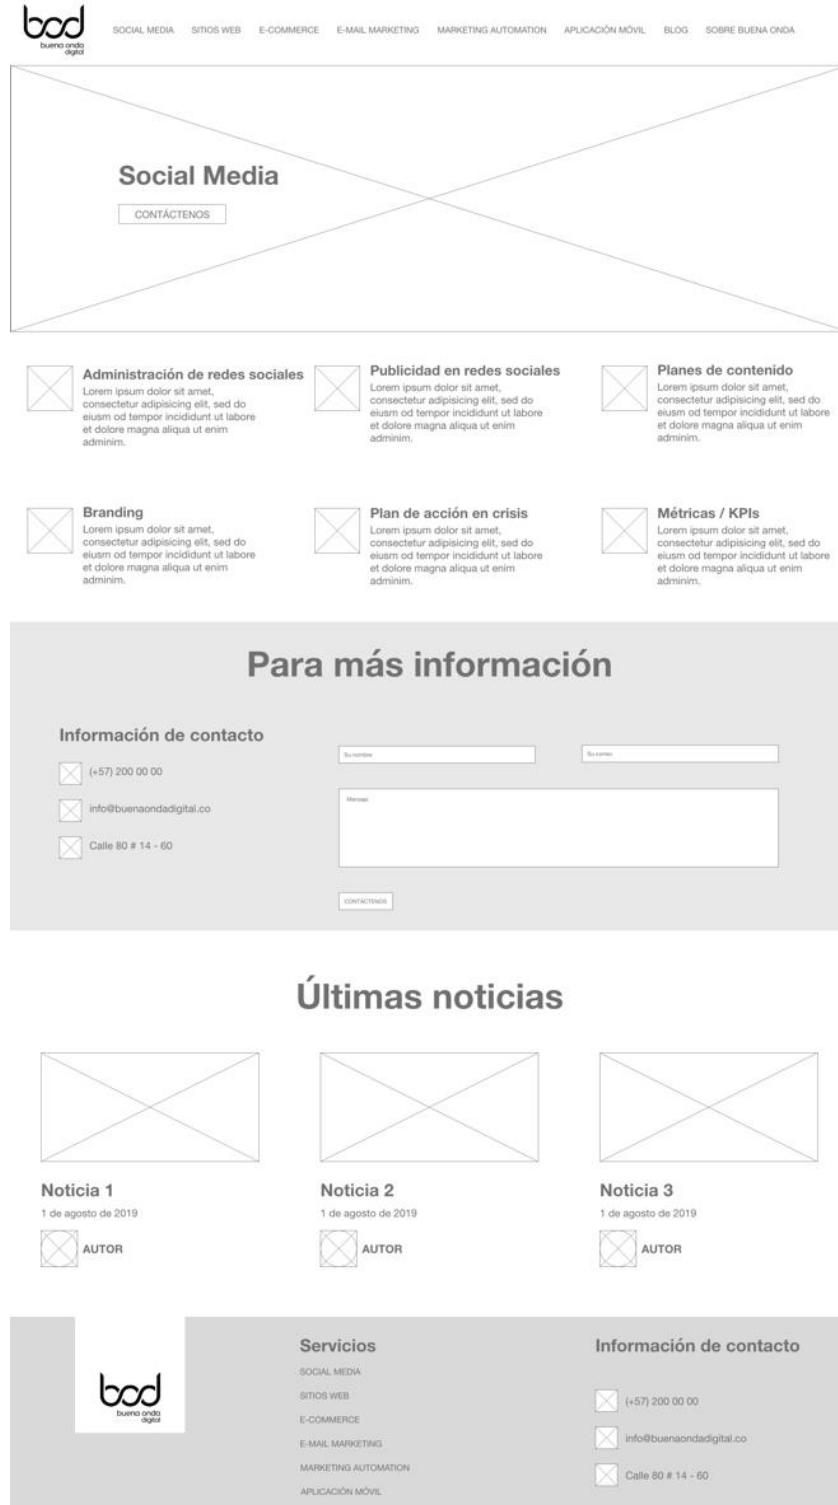 bod
buena onda
digital
SOCIAL MEDIA SITIOS WEB E-COMMERCE E-MAIL MARKETING MARKETING AUTOMATION APLICACIÓN MÓVIL BLOG SOBRE BUENA ONDA
Social Media
CONTÁCTENOS
Administración de redes sociales
Lorem ipsum dolor sit amet,
consectetur adipisicing elit, sed do
eiusm od tempor incididunt ut labore
et dolore magna aliqua ut enim
adminim.
Publicidad en redes sociales
Lorem ipsum dolor sit amet,
consectetur adipisicing elit, sed do
eiusm od tempor incididunt ut labore
et dolore magna aliqua ut enim
adminim.
Planes de contenido
Lorem ipsum dolor sit amet,
consectetur adipisicing elit, sed do
eiusm od tempor incididunt ut labore
et dolore magna aliqua ut enim
adminim.
Branding
Lorem ipsum dolor sit amet,
consectetur adipisicing elit, sed do
eiusm od tempor incididunt ut labore
et dolore magna aliqua ut enim
adminim.
Plan de acción en crisis
Lorem ipsum dolor sit amet,
consectetur adipisicing elit, sed do
eiusm od tempor incididunt ut labore
et dolore magna aliqua ut enim
adminim.
Métricas / KPIs
Lorem ipsum dolor sit amet,
consectetur adipisicing elit, sed do
eiusm od tempor incididunt ut labore
et dolore magna aliqua ut enim
adminim.
Para más información
Información de contacto
(+57) 200 00 00
info@buenaondadigital.co
Calle 80 # 14 - 60
Su nombre
Su correo
Mensaje
CONTÁCTENOS
Últimas noticias
Noticia 1
1 de agosto de 2019
AUTOR
Noticia 2
1 de agosto de 2019
AUTOR
Noticia 3
1 de agosto de 2019
AUTOR
bod
buena onda
digital
Servicios
SOCIAL MEDIA
SITIOS WEB
E-COMMERCE
E-MAIL MARKETING
MARKETING AUTOMATION
APLICACIÓN MÓVIL
Información de contacto
(+57) 200 00 00
info@buenaondadigital.co
Calle 80 # 14 - 60